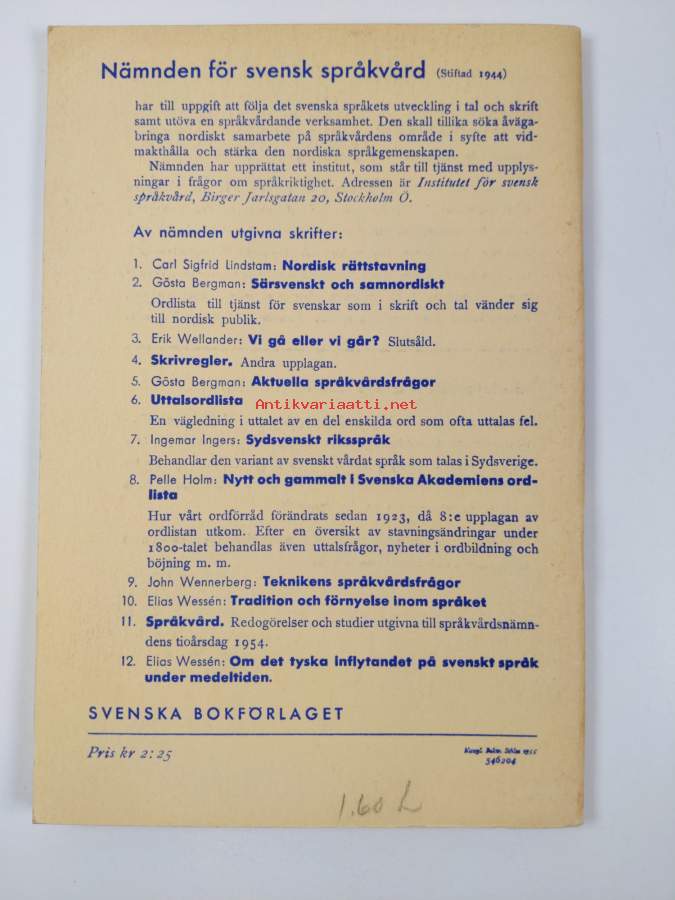 Nämnden för svensk språkvård (Stiftad 1944)
har till uppgift att följa det svenska språkets utveckling i tal och skrift
samt utöva en språkvårdande verksamhet. Den skall tillika söka åväga-
bringa nordiskt samarbete på språkvårdens område i syfte att vid-
makthålla och stärka den nordiska språkgemenskapen.
Nämnden har upprättat ett institut, som står till tjänst med upplys-
ningar i frågor om språkriktighet. Adressen är Institutet för svensk
språkvård, Birger Jarlsgatan 20, Stockholm Ö.
Av nämnden utgivna skrifter:
1. Carl Sigfrid Lindstam: Nordisk rättstavning
2. Gösta Bergman: Särsvenskt och samnordiskt
Ordlista till tjänst för svenskar som i skrift och tal vänder sig
till nordisk publik.
3. Erik Wellander: Vi gå eller vi går? Slutsåld.
4. Skrivregler. Andra upplagan.
5. Gösta Bergman: Aktuella språkvårdsfrågor
6. Uttalsordlista
Antikvariaatti.net
En vägledning i uttalet av en del enskilda ord som ofta uttalas fel.
7. Ingemar Ingers: Sydsvenskt riksspråk
Behandlar den variant av svenskt vårdat språk som talas i Sydsverige.
8. Pelle Holm: Nytt och gammalt i Svenska Akademiens ord-
lista
Hur vårt ordförråd förändrats sedan 1923, då 8:e upplagan av
ordlistan utkom. Efter en översikt av stavningsändringar under
1800-talet behandlas även uttalsfrågor, nyheter i ordbildning och
böjning m. m.
9. John Wennerberg: Teknikens språkvårdsfrågor
10. Elias Wessén: Tradition och förnyelse inom språket
11. Språkvård. Redogörelser och studier utgivna till språkvårdsnämn-
dens tioårsdag 1954.
12. Elias Wessén: Om det tyska inflytandet på svenskt språk
under medeltiden.
SVENSKA BOKFÖRLAGET
Pris kr 2:25
Kungl. Boktr. Sthlm 1955
546204
1.60